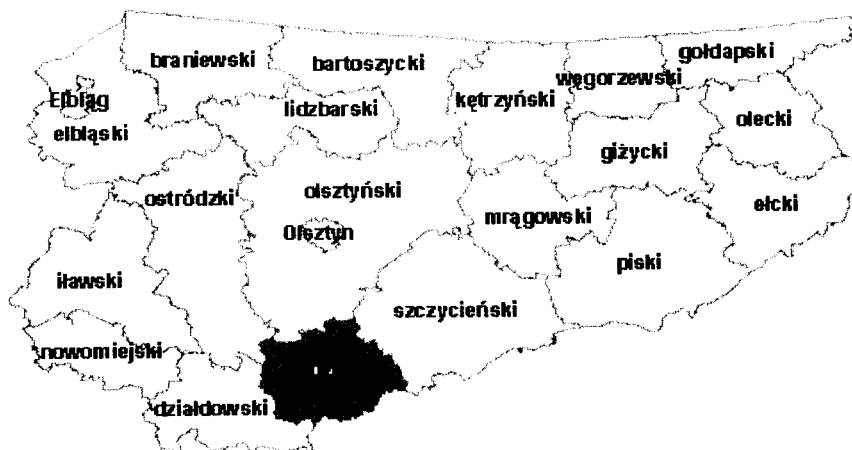 braniewski
bartoszycki
gołdapski
węgorzewski
kętrzyński
Elbląg
lidzbarski
elbląski
olecki
giżycki
ostródzki
olsztyński
ełcki
mrągowski
Olsztyn
piski
iławski
szczycieński
nowomiejski
działdowski